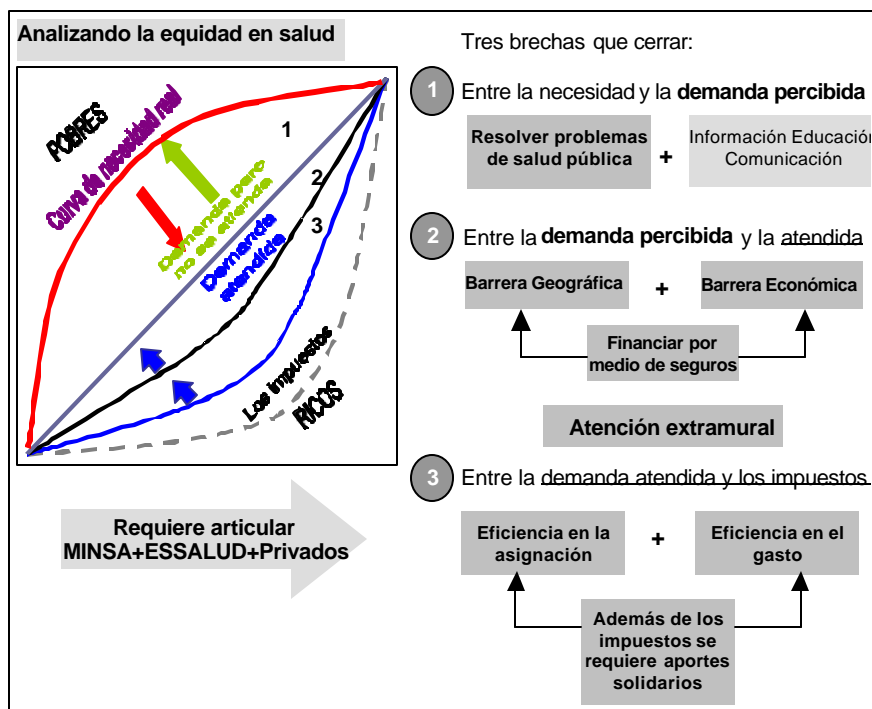 Analizando la equidad en salud
POBRES
Curva de necesidad real
1
Demanda pero
no se atiende
2
Demanda
atendida
3
Los impuestos
RICOS
Requiere articular
MINSA+ESSALUD+Privados
Tres brechas que cerrar:
1 Entre la necesidad y la demanda percibida
Resolver problemas
de salud pública
+
Información Educación
Comunicación
2 Entre la demanda percibida y la atendida
Barrera Geográfica + Barrera Económica
Financiar por
medio de seguros
Atención extramural
3 Entre la demanda atendida y los impuestos
Eficiencia en la
asignación
+
Eficiencia en el
gasto
Además de los
impuestos se
requiere aportes
solidarios